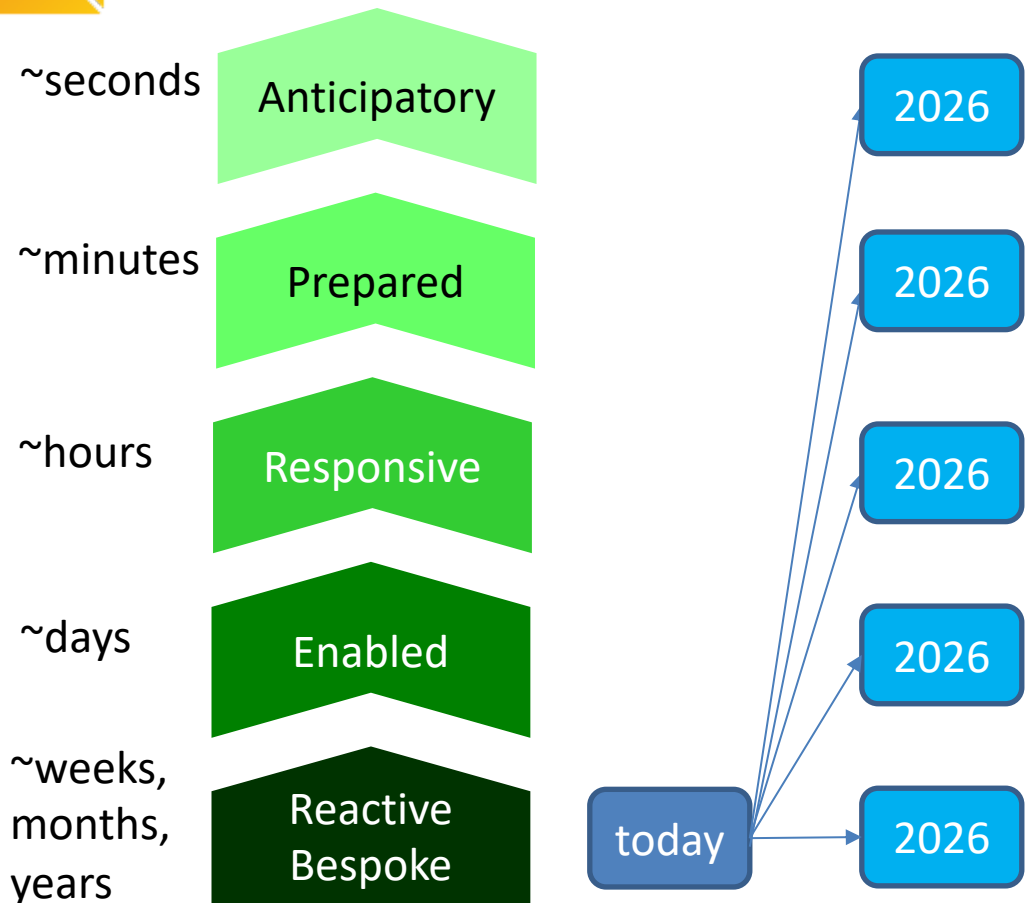 ~seconds
Anticipatory
2026
~minutes
Prepared
2026
~hours
Responsive
2026
~days
Enabled
2026
~weeks,
months,
years
Reactive
Bespoke
today
2026